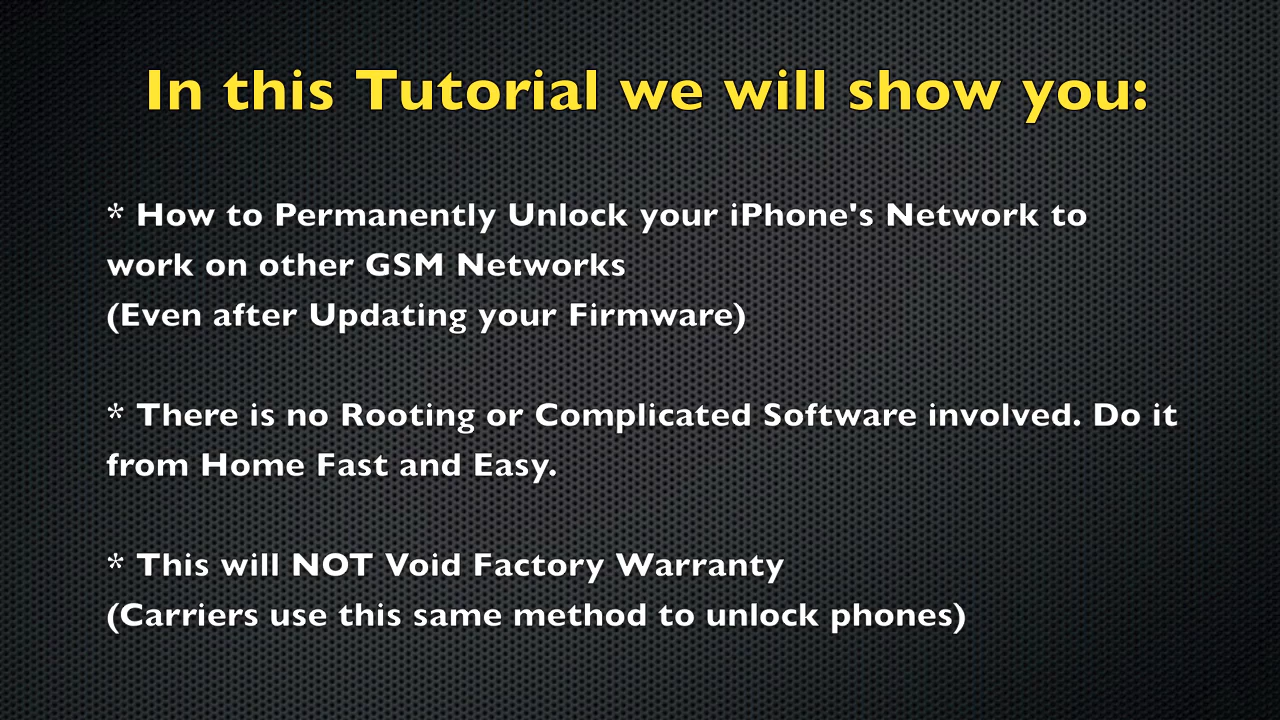 In this Tutorial we will show you:
* How to Permanently Unlock your iPhone's Network to
work on other GSM Networks
(Even after Updating your Firmware)
* There is no Rooting or Complicated Software involved. Do it
from Home Fast and Easy.
* This will NOT Void Factory Warranty
(Carriers use this same method to unlock phones)